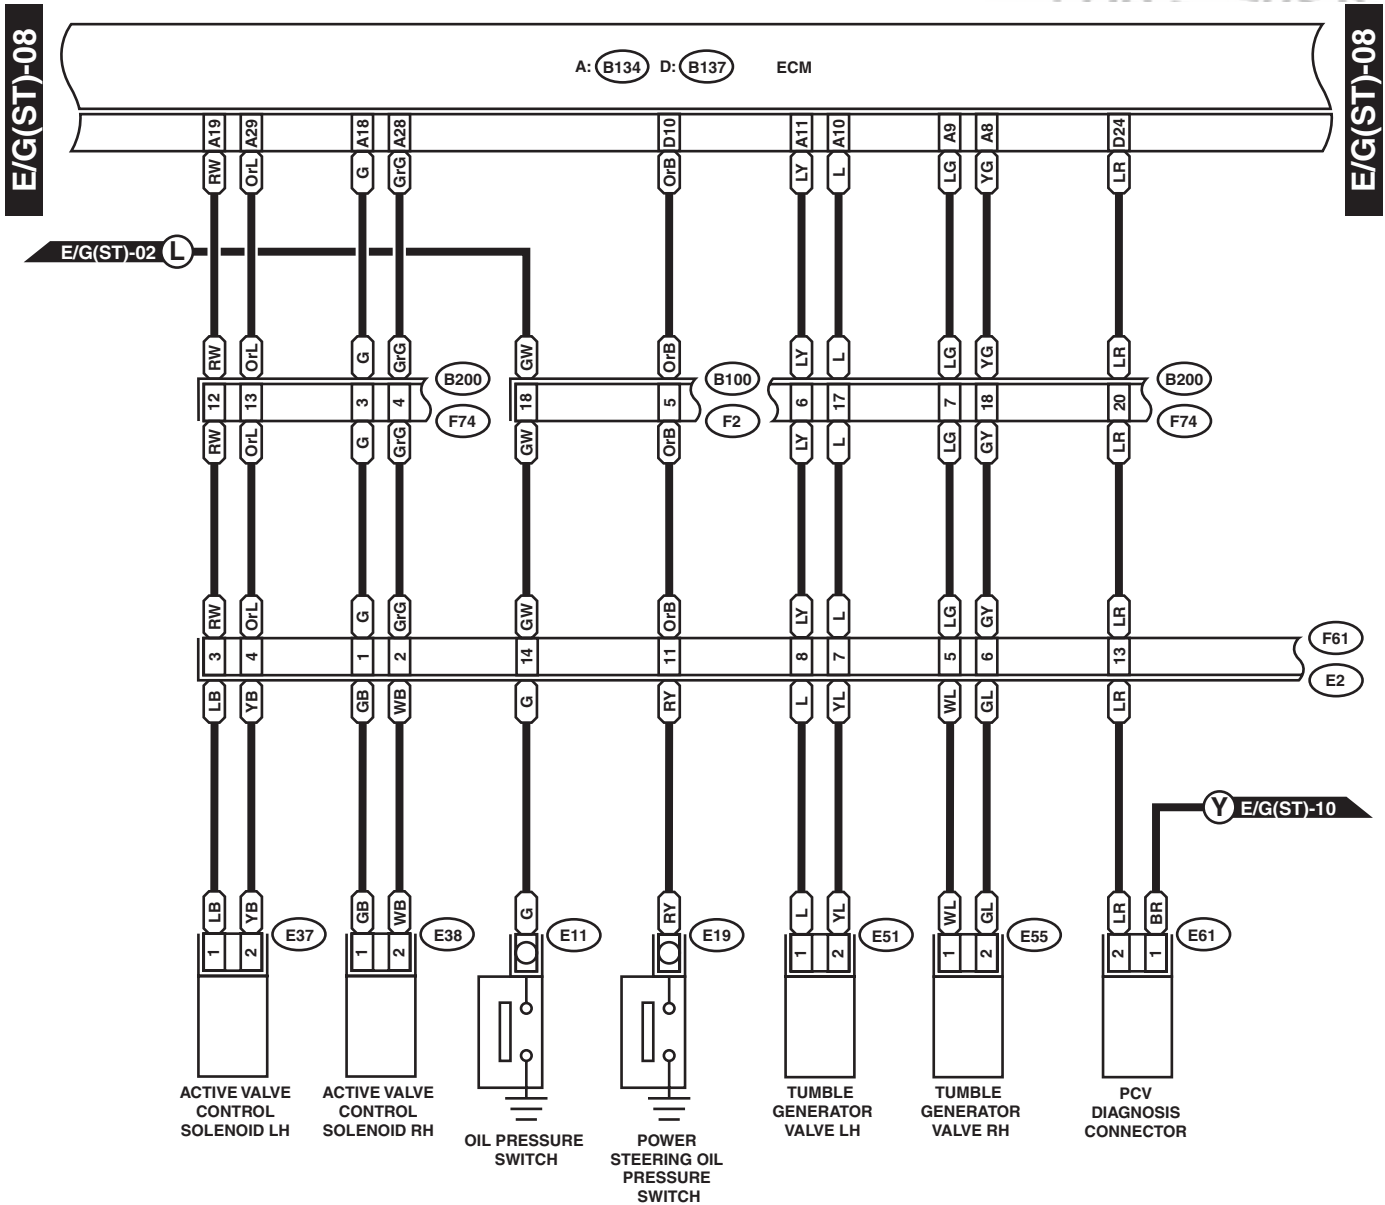 E/G(ST)-08
E/G(ST)-08
A: B134 D: B137 ECM
A19 A29 A18 A28 D10 A11 A10 A9 A8 D24
RW OrL G GrG OrB LY L LG YG LR
E/G(ST)-02 L
RW OrL G GrG GW OrB LY L LG YG LR
B200 B100 B200
12 13 3 4 18 5 6 17 7 18 20
F74 F2 F74
RW OrL G GrG GW OrB LY L LG GY LR
RW OrL G GrG GW OrB LY L LG GY LR
F61
3 4 1 2 14 11 8 7 5 6 13
E2
LB YB GB WB G RY L YL WL GL LR
Y E/G(ST)-10
LB YB GB WB G RY L YL WL GL LR BR
E37 E38 E11 E19 E51 E55 E61
1 2 1 2 1 2 1 2 2 1
ACTIVE VALVE
CONTROL
SOLENOID LH
ACTIVE VALVE
CONTROL
SOLENOID RH
OIL PRESSURE
SWITCH
POWER
STEERING OIL
PRESSURE
SWITCH
TUMBLE
GENERATOR
VALVE LH
TUMBLE
GENERATOR
VALVE RH
PCV
DIAGNOSIS
CONNECTOR